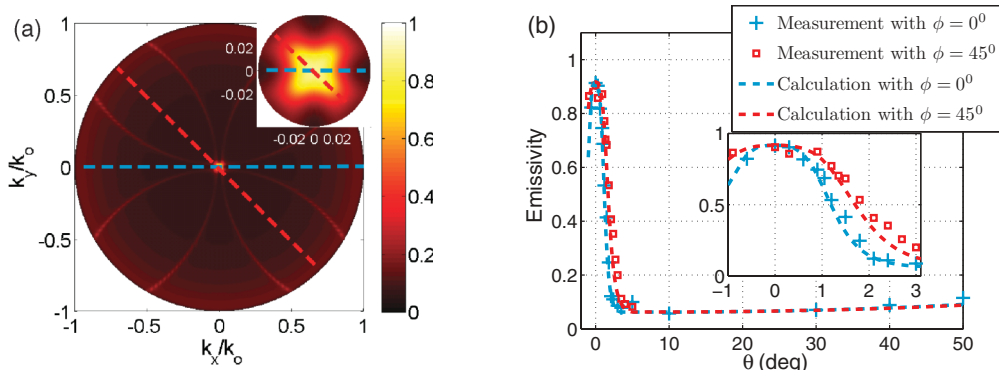 (a)
1
0.5
0
-0.5
-1
-1 -0.5 0 0.5 1
k_x/k_o
k_y/k_o
0.02
0
-0.02
-0.02 0 0.02
1
0.8
0.6
0.4
0.2
0
(b)
Measurement with ϕ = 0⁰
Measurement with ϕ = 45⁰
Calculation with ϕ = 0⁰
Calculation with ϕ = 45⁰
Emissivity
1
0.8
0.6
0.4
0.2
0
0 10 20 30 40 50
θ (deg)
1
0.5
0
-1 0 1 2 3